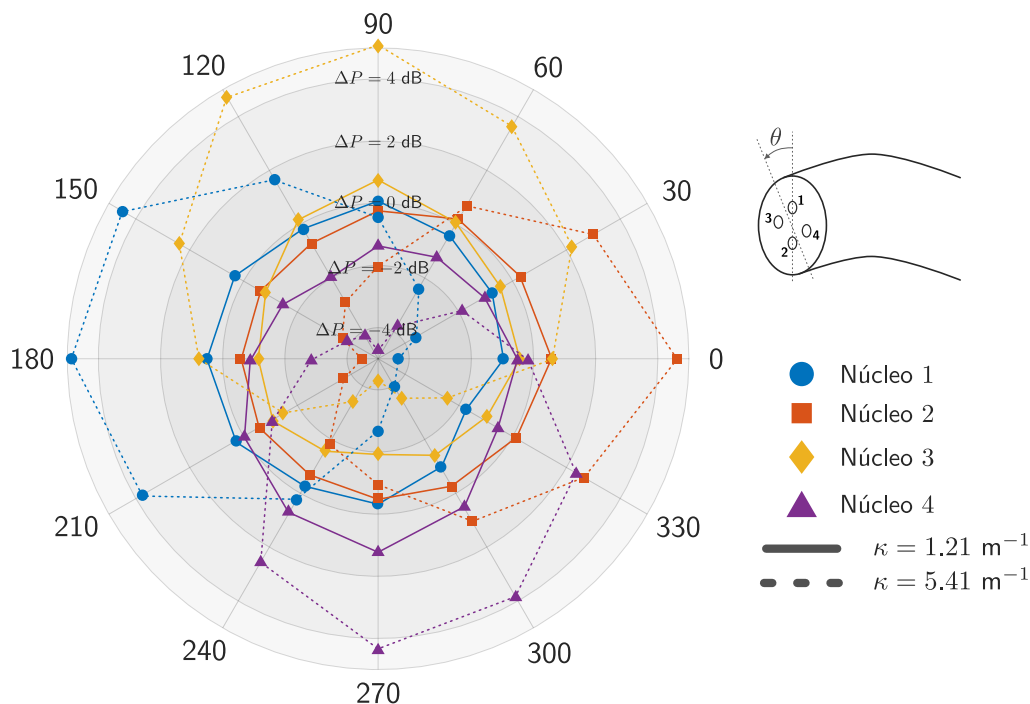 90
120
60
ΔP = 4 dB
150
30
ΔP = 2 dB
ΔP = 0 dB
ΔP = −2 dB
ΔP = −4 dB
180
0
210
330
240
300
270
θ
1
3
4
2
Núcleo 1
Núcleo 2
Núcleo 3
Núcleo 4
κ = 1.21 m⁻¹
κ = 5.41 m⁻¹